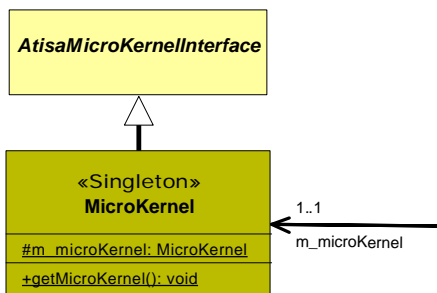 AtisaMicroKernelInterface
«Singleton»
MicroKernel
#m_microKernel: MicroKernel
+getMicroKernel(): void
1..1
m_microKernel